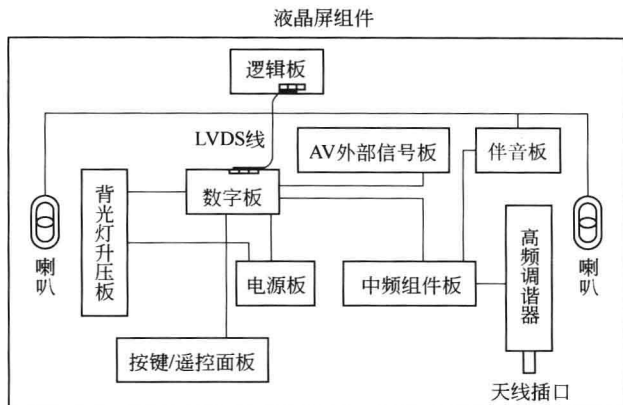 液晶屏组件
逻辑板
LVDS线
AV外部信号板
伴音板
背光灯升压板
数字板
高频调谐器
喇叭
喇叭
电源板
中频组件板
按键/遥控面板
天线插口